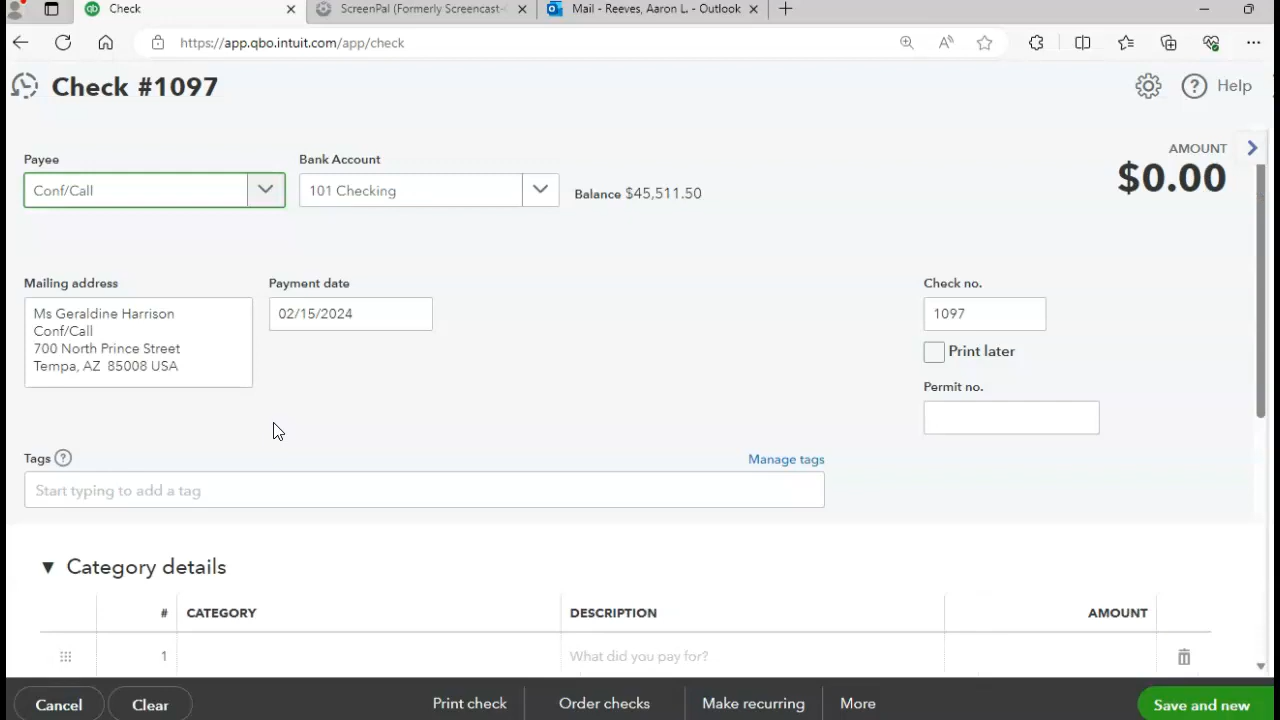 Check
ScreenPal (Formerly Screencast-
Mail - Reeves, Aaron L. - Outlook
https://app.qbo.intuit.com/app/check
Check #1097
Help
Payee
Bank Account
AMOUNT
$0.00
Conf/Call
101 Checking
Balance $45,511.50
Mailing address
Payment date
Check no.
Ms Geraldine Harrison
Conf/Call
700 North Prince Street
Tempa, AZ 85008 USA
02/15/2024
1097
Print later
Permit no.
Tags
Manage tags
Start typing to add a tag
Category details
# CATEGORY DESCRIPTION AMOUNT
1 What did you pay for?
Cancel Clear Print check Order checks Make recurring More Save and new